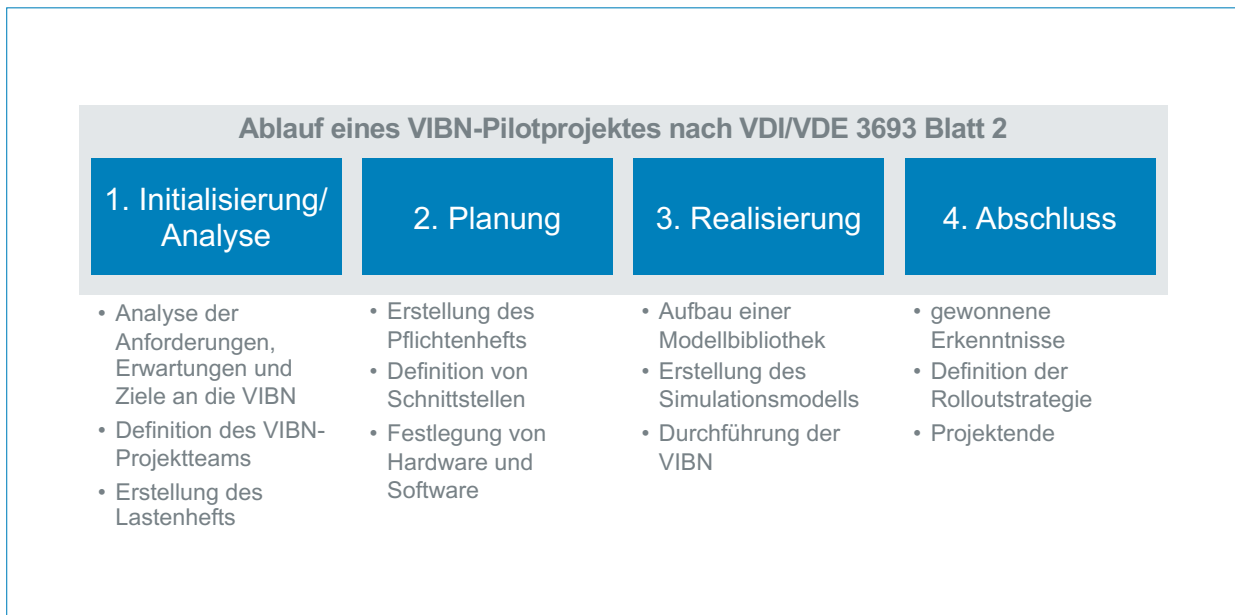 Ablauf eines VIBN-Pilotprojektes nach VDI/VDE 3693 Blatt 2
1. Initialisierung/
Analyse
• Analyse der
Anforderungen,
Erwartungen und
Ziele an die VIBN
• Definition des VIBN-
Projektteams
• Erstellung des
Lastenhefts
2. Planung
• Erstellung des
Pflichtenhefts
• Definition von
Schnittstellen
• Festlegung von
Hardware und
Software
3. Realisierung
• Aufbau einer
Modellbibliothek
• Erstellung des
Simulationsmodells
• Durchführung der
VIBN
4. Abschluss
• gewonnene
Erkenntnisse
• Definition der
Rolloutstrategie
• Projektende